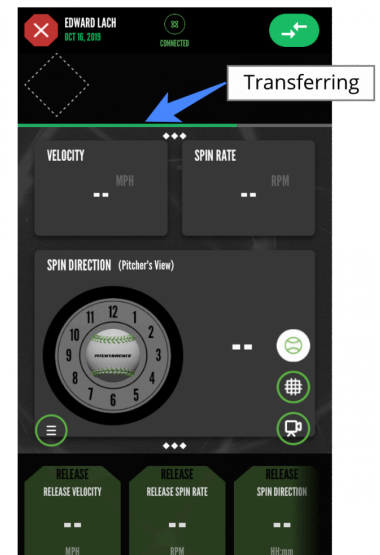 EDWARD LACH
OCT 16, 2019
CONNECTED
Transferring
VELOCITY
MPH
--
SPIN RATE
RPM
--
SPIN DIRECTION (Pitcher's View)
11 12 1
10 2
9 3
8 4
7 6 5
--
RELEASE
RELEASE VELOCITY
--
MPH
RELEASE
RELEASE SPIN RATE
--
RPM
RELEASE
SPIN DIRECTION
--
HH:mm